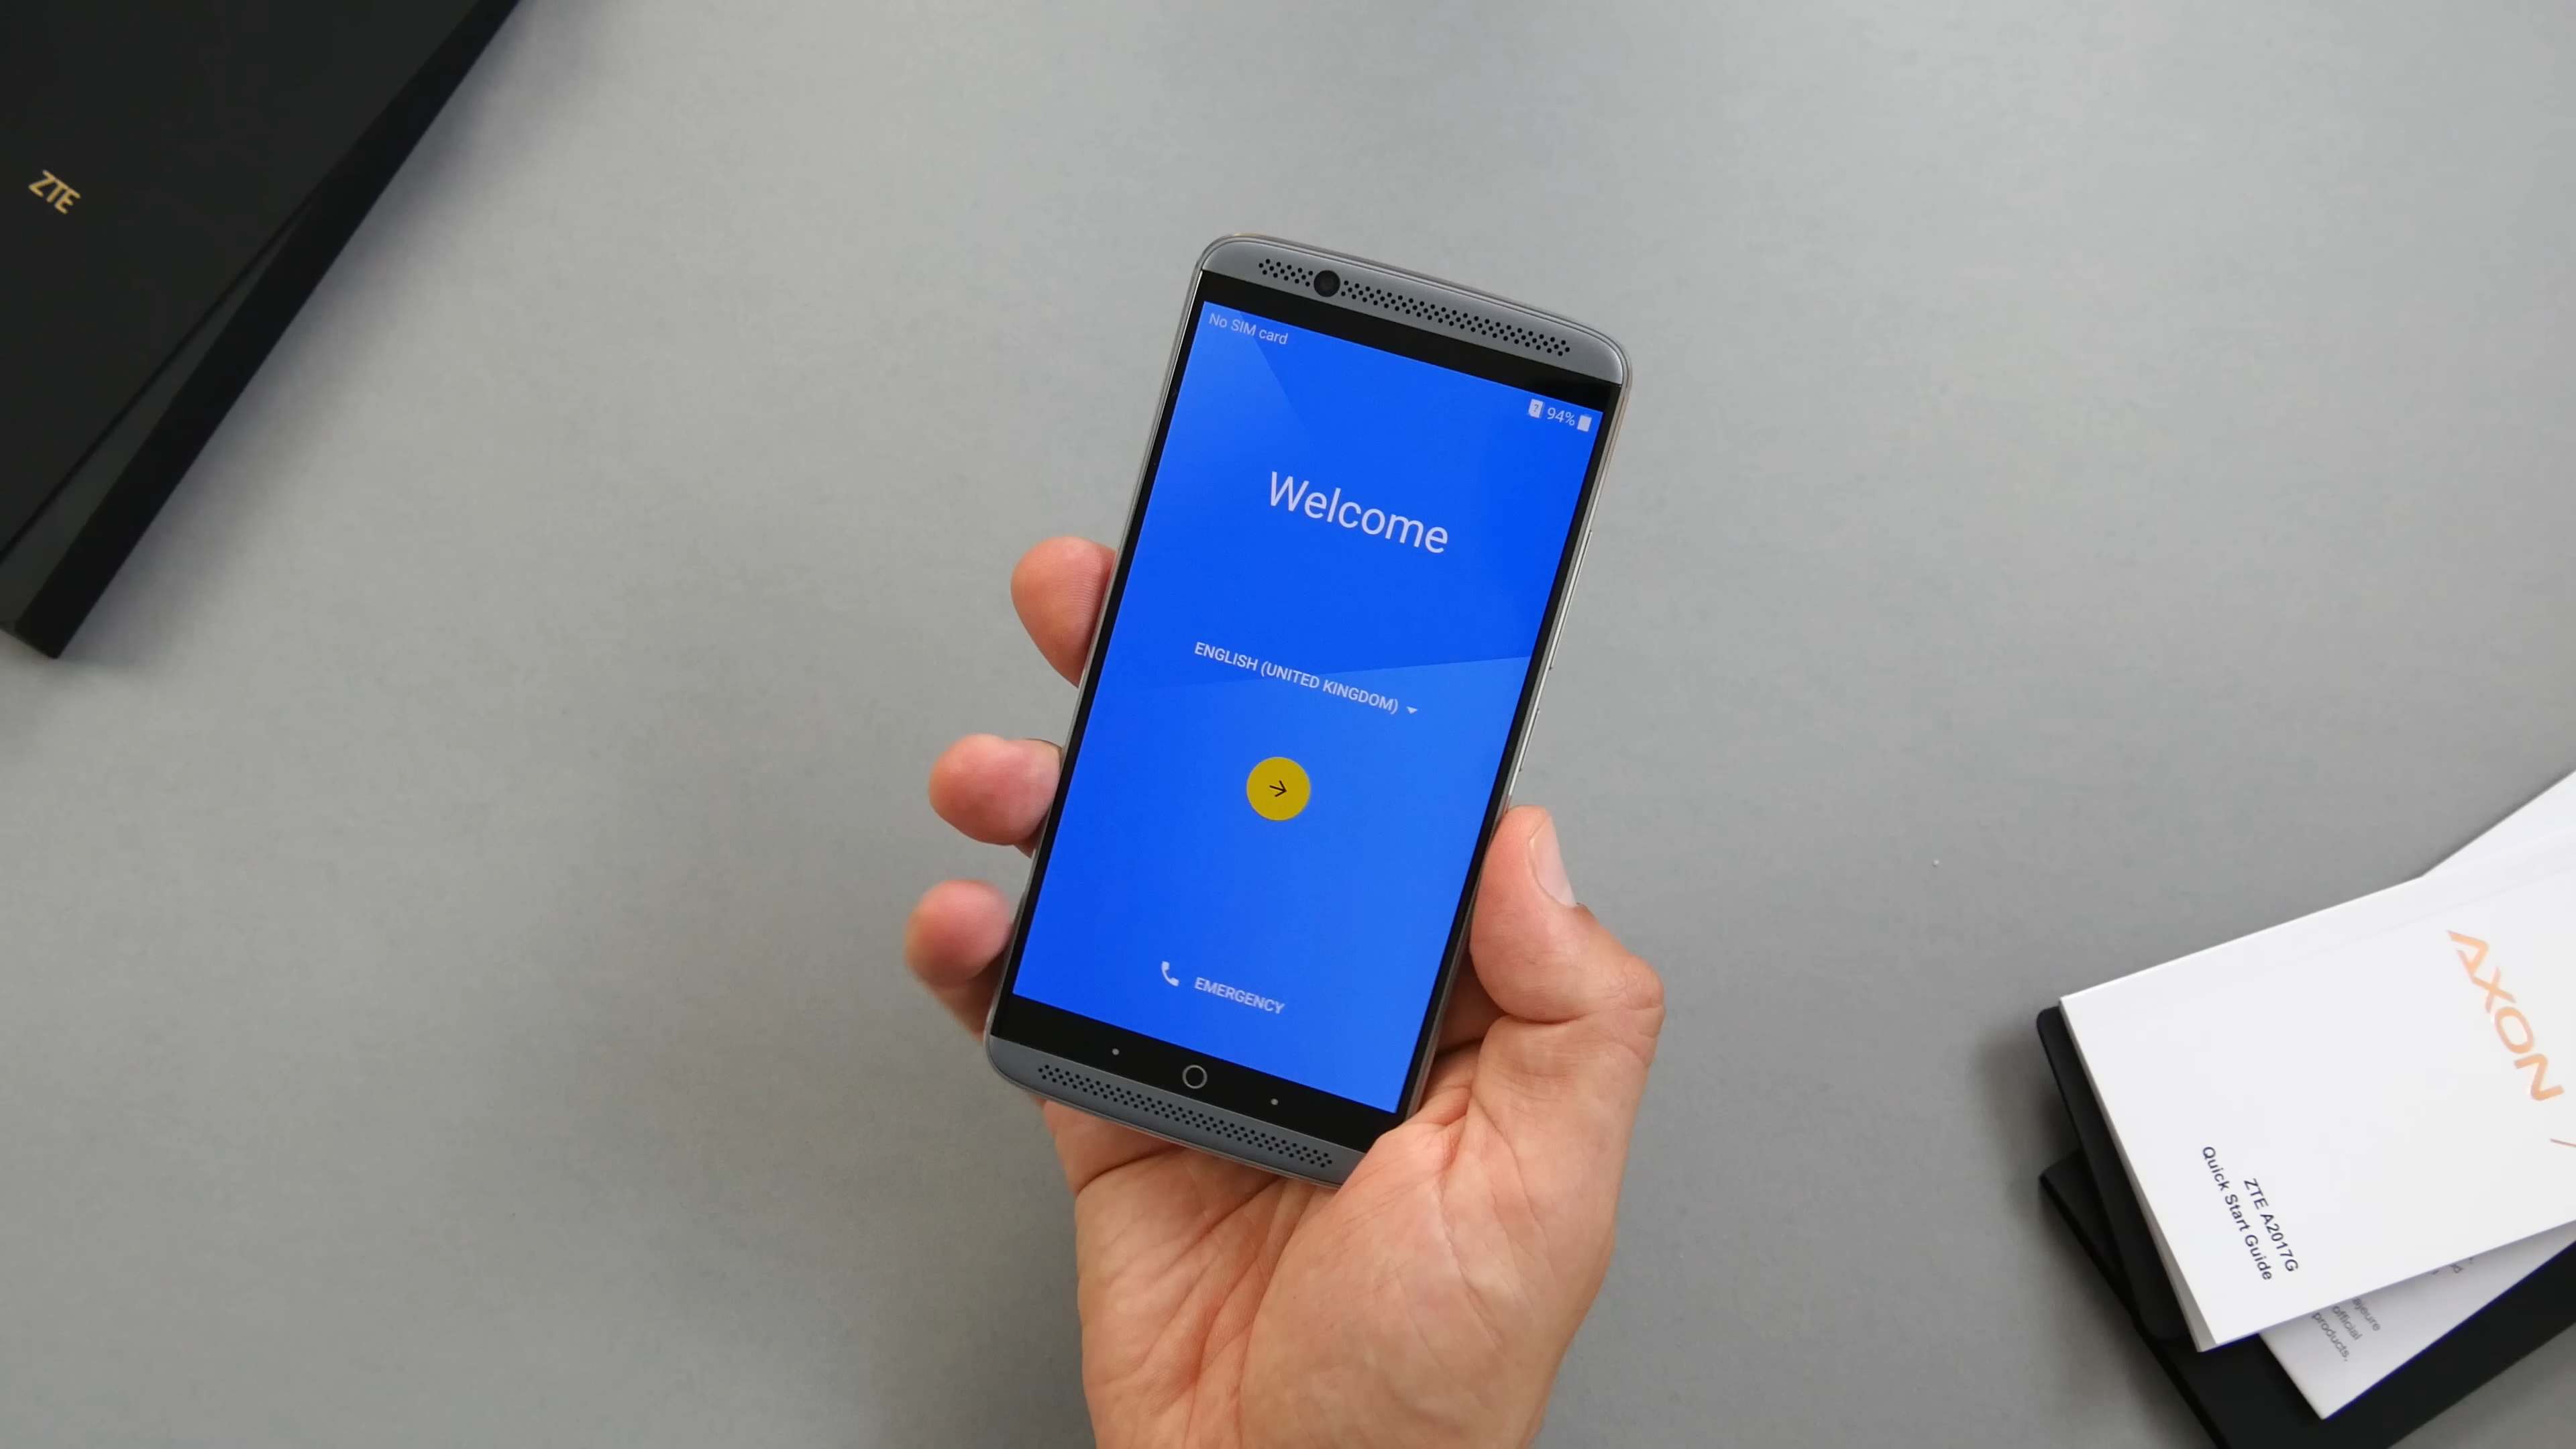 ZTE
No SIM card
94%
Welcome
ENGLISH (UNITED KINGDOM)
EMERGENCY
AXON
ZTE A2017G
Quick Start Guide
official
products,